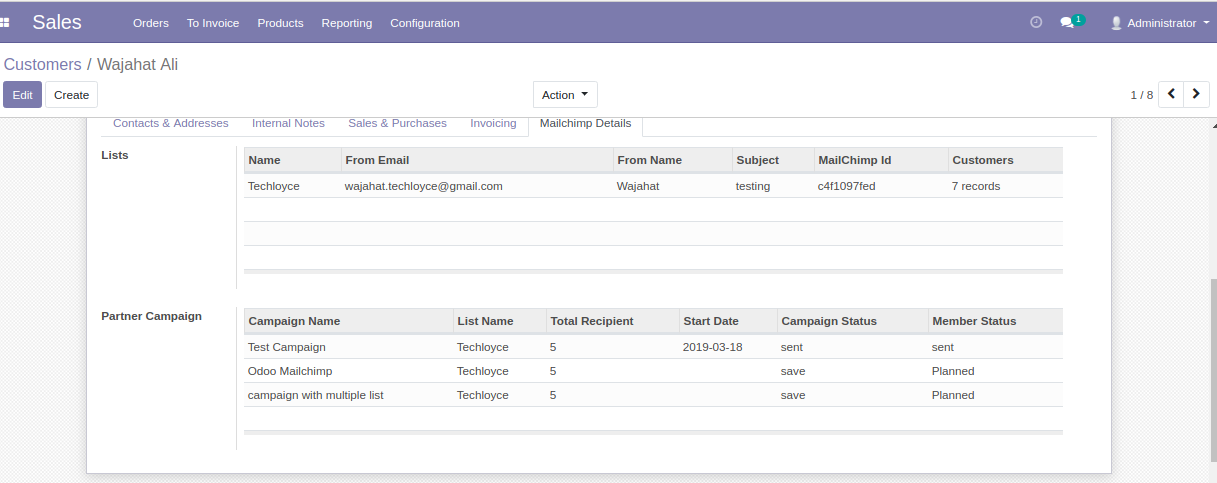 Sales Orders To Invoice Products Reporting Configuration 1 Administrator
Customers / Wajahat Ali
Edit Create Action 1 / 8
Contacts & Addresses Internal Notes Sales & Purchases Invoicing Mailchimp Details
Lists
Name From Email From Name Subject MailChimp Id Customers
Techloyce wajahat.techloyce@gmail.com Wajahat testing c4f1097fed 7 records
Partner Campaign
Campaign Name List Name Total Recipient Start Date Campaign Status Member Status
Test Campaign Techloyce 5 2019-03-18 sent sent
Odoo Mailchimp Techloyce 5 save Planned
campaign with multiple list Techloyce 5 save Planned